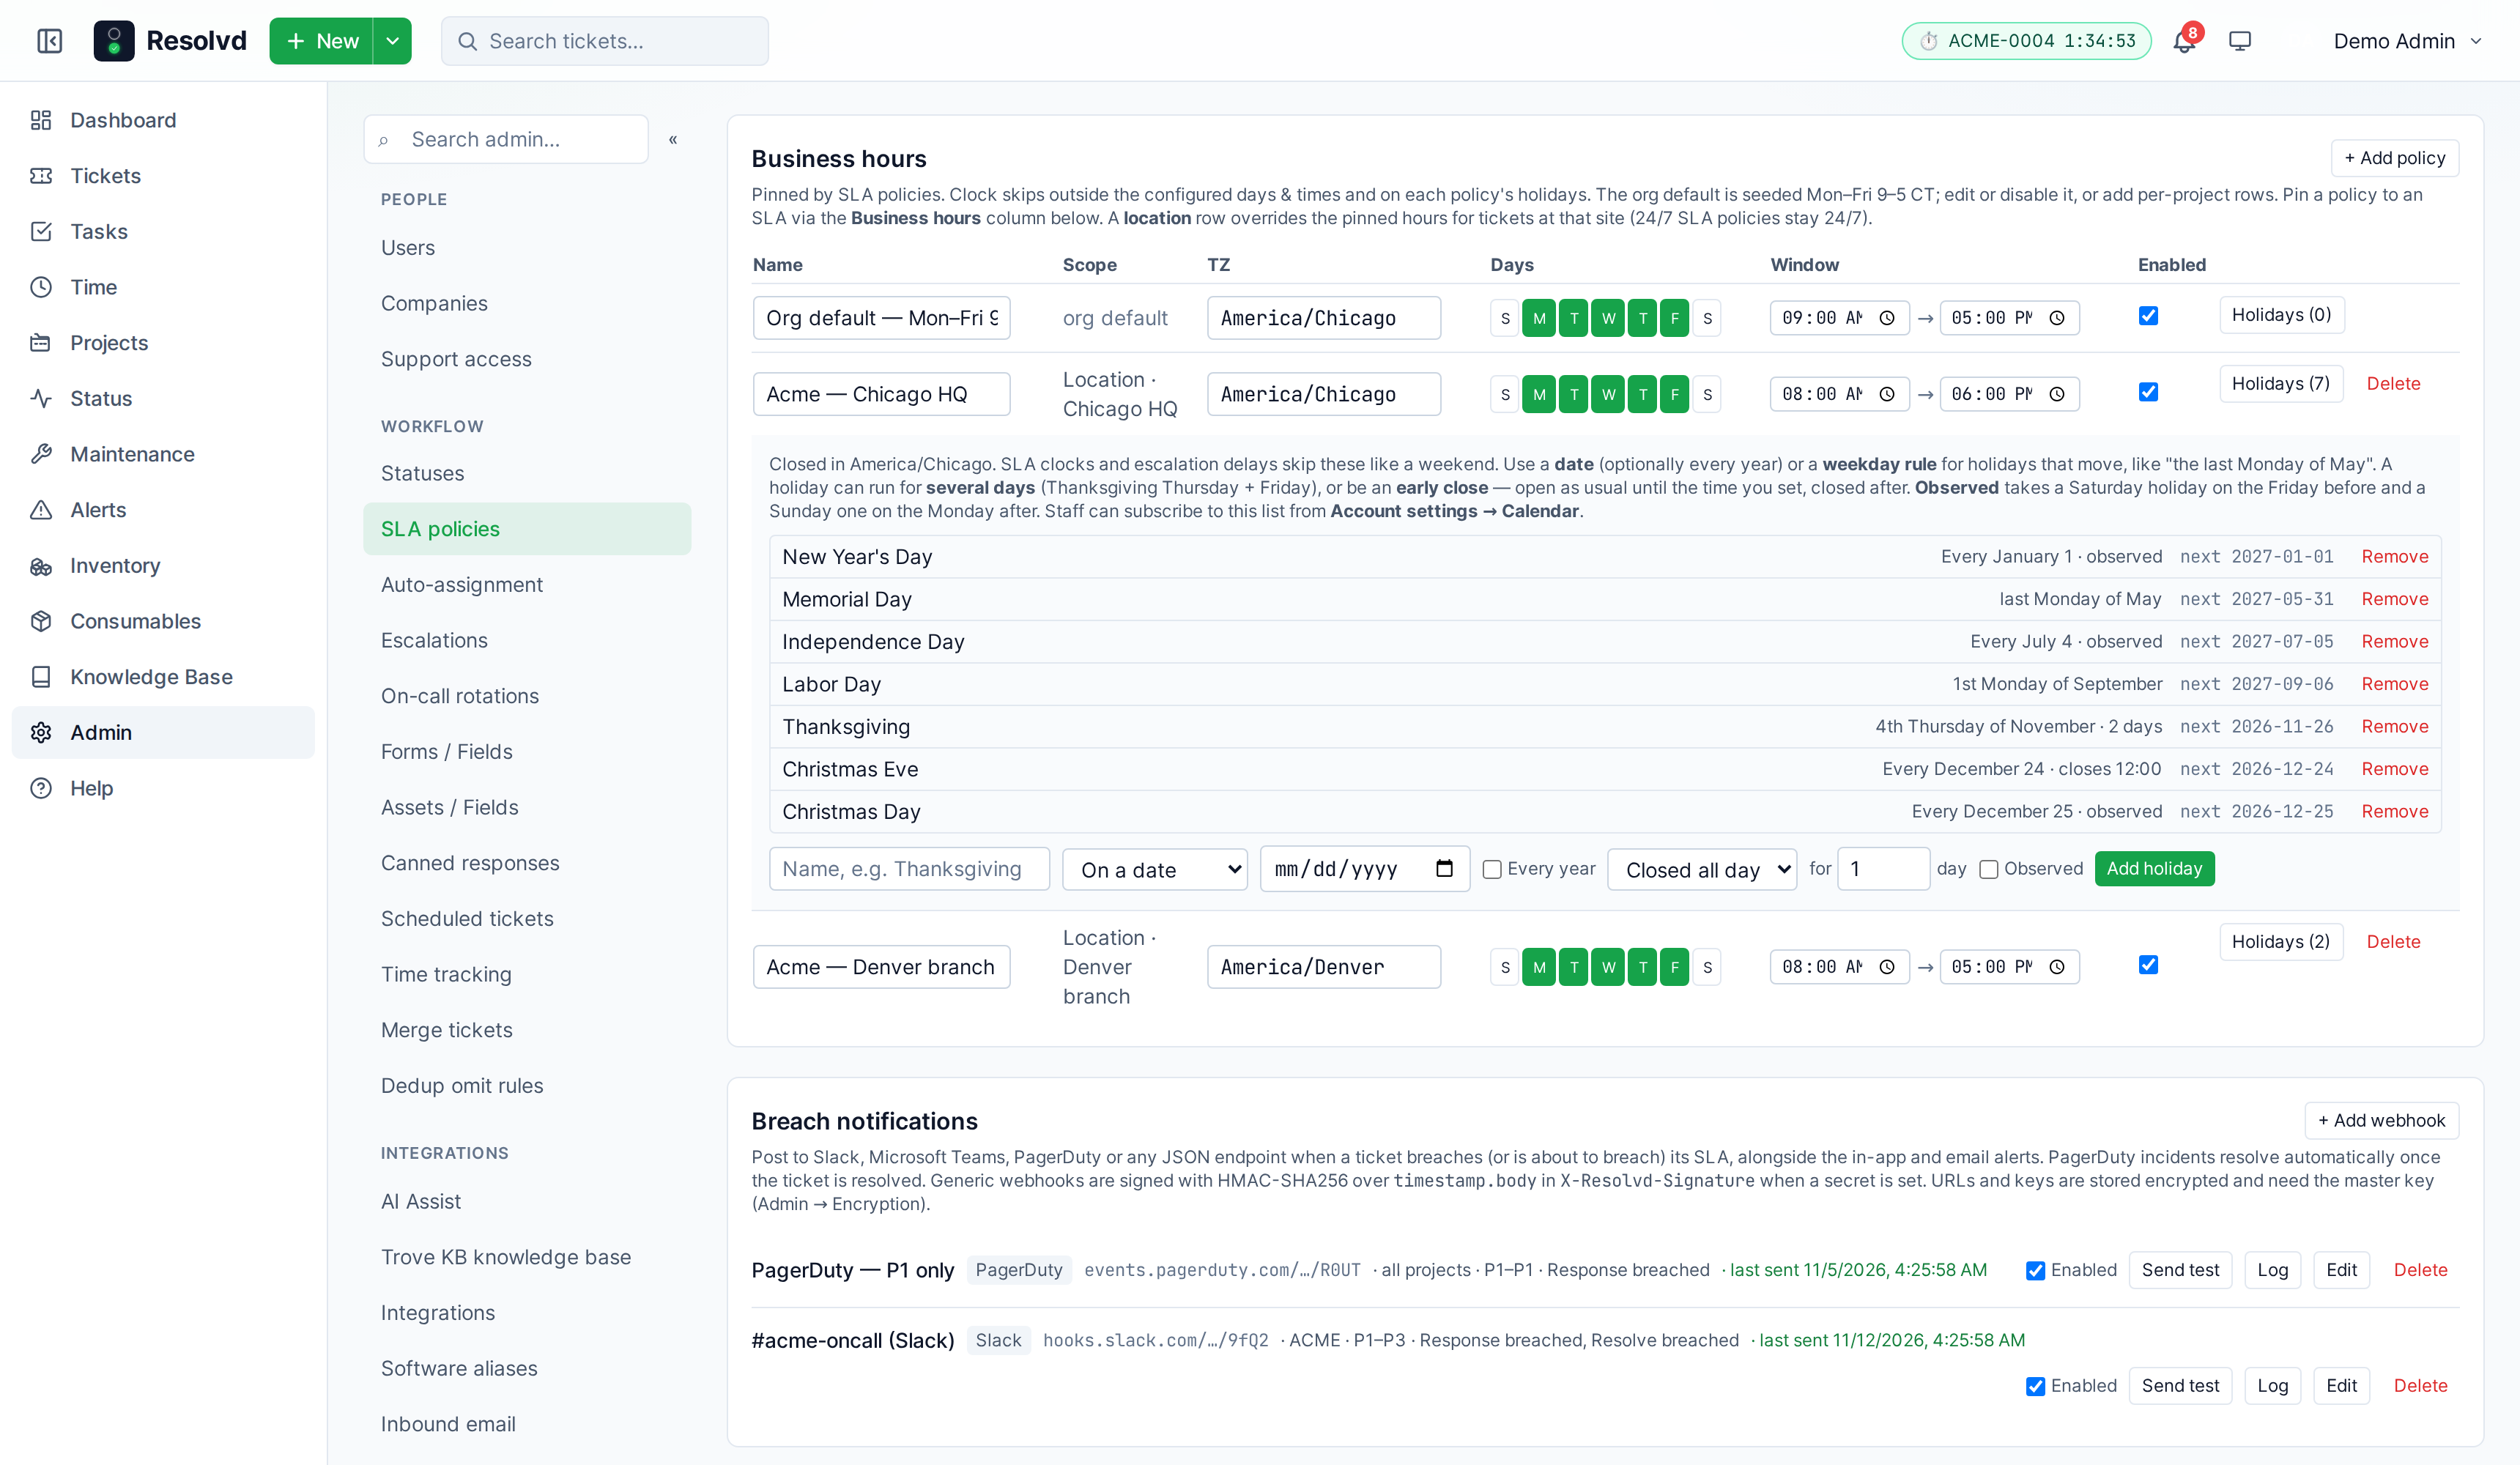 Resolvd
+ New
Search tickets...
ACME-0004 1:34:53
8
Demo Admin
Dashboard
Tickets
Tasks
Time
Projects
Status
Maintenance
Alerts
Inventory
Consumables
Knowledge Base
Admin
Help
Search admin...
«
PEOPLE
Users
Companies
Support access
WORKFLOW
Statuses
SLA policies
Auto-assignment
Escalations
On-call rotations
Forms / Fields
Assets / Fields
Canned responses
Scheduled tickets
Time tracking
Merge tickets
Dedup omit rules
INTEGRATIONS
AI Assist
Trove KB knowledge base
Integrations
Software aliases
Inbound email
Business hours
+ Add policy
Pinned by SLA policies. Clock skips outside the configured days & times and on each policy's holidays. The org default is seeded Mon–Fri 9–5 CT; edit or disable it, or add per-project rows. Pin a policy to an
SLA via the Business hours column below. A location row overrides the pinned hours for tickets at that site (24/7 SLA policies stay 24/7).
Name Scope TZ Days Window Enabled
Org default — Mon–Fri 9 org default America/Chicago S M T W T F S 09:00 AM → 05:00 PM Holidays (0)
Acme — Chicago HQ Location · Chicago HQ America/Chicago S M T W T F S 08:00 AM → 06:00 PM Holidays (7) Delete
Closed in America/Chicago. SLA clocks and escalation delays skip these like a weekend. Use a date (optionally every year) or a weekday rule for holidays that move, like "the last Monday of May". A
holiday can run for several days (Thanksgiving Thursday + Friday), or be an early close — open as usual until the time you set, closed after. Observed takes a Saturday holiday on the Friday before and a
Sunday one on the Monday after. Staff can subscribe to this list from Account settings → Calendar.
New Year's Day Every January 1 · observed next 2027-01-01 Remove
Memorial Day last Monday of May next 2027-05-31 Remove
Independence Day Every July 4 · observed next 2027-07-05 Remove
Labor Day 1st Monday of September next 2027-09-06 Remove
Thanksgiving 4th Thursday of November · 2 days next 2026-11-26 Remove
Christmas Eve Every December 24 · closes 12:00 next 2026-12-24 Remove
Christmas Day Every December 25 · observed next 2026-12-25 Remove
Name, e.g. Thanksgiving On a date mm/dd/yyyy Every year Closed all day for 1 day Observed Add holiday
Acme — Denver branch Location · Denver branch America/Denver S M T W T F S 08:00 AM → 05:00 PM Holidays (2) Delete
Breach notifications
+ Add webhook
Post to Slack, Microsoft Teams, PagerDuty or any JSON endpoint when a ticket breaches (or is about to breach) its SLA, alongside the in-app and email alerts. PagerDuty incidents resolve automatically once
the ticket is resolved. Generic webhooks are signed with HMAC-SHA256 over timestamp.body in X-Resolvd-Signature when a secret is set. URLs and keys are stored encrypted and need the master key
(Admin → Encryption).
PagerDuty — P1 only PagerDuty events.pagerduty.com/…/R0UT · all projects · P1–P1 · Response breached · last sent 11/5/2026, 4:25:58 AM Enabled Send test Log Edit Delete
#acme-oncall (Slack) Slack hooks.slack.com/…/9fQ2 · ACME · P1–P3 · Response breached, Resolve breached · last sent 11/12/2026, 4:25:58 AM
Enabled Send test Log Edit Delete